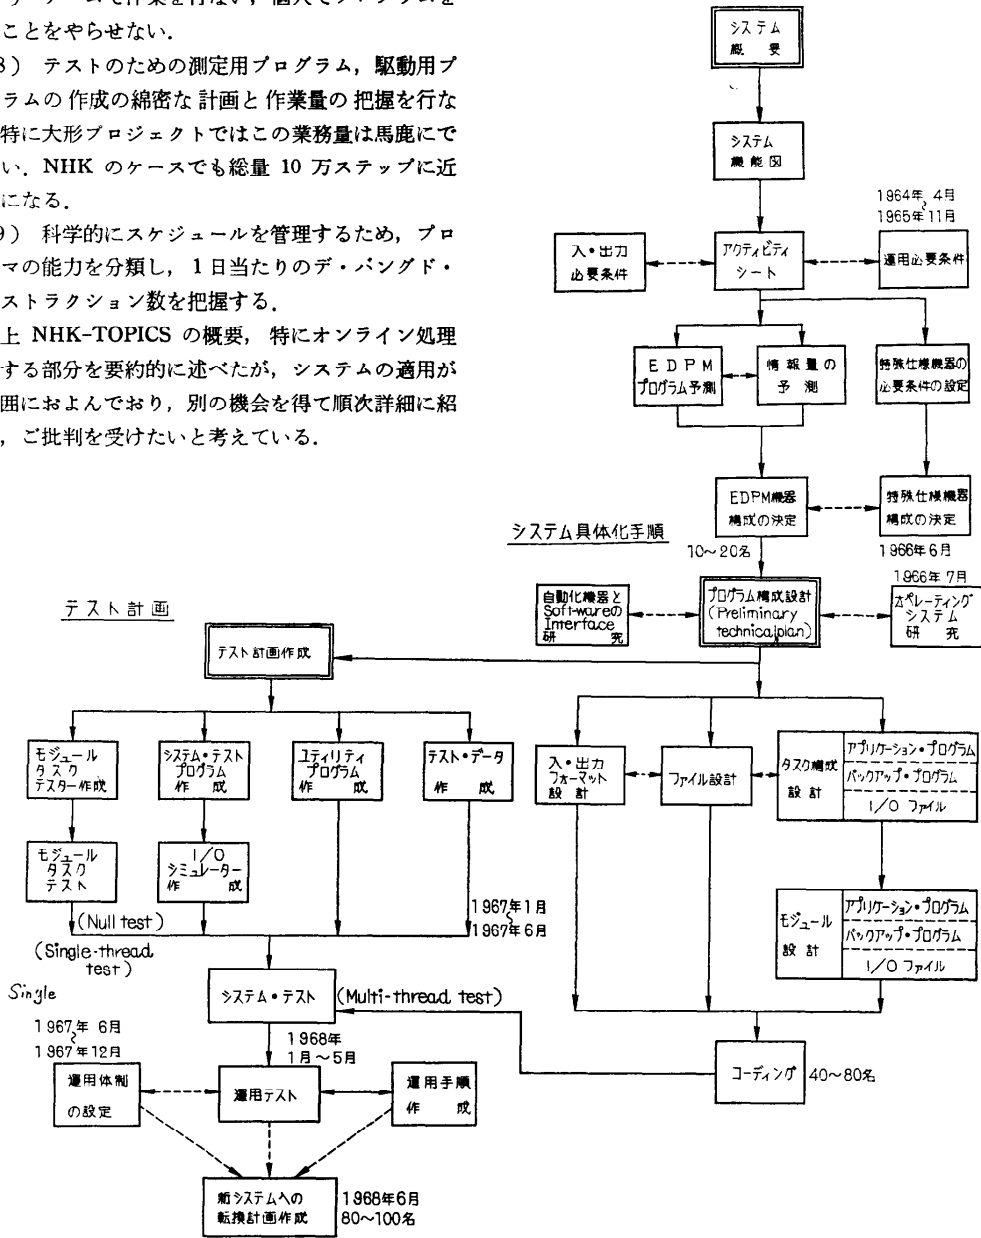 ことをやらせない．
8） テストのための測定用プログラム，駆動用プ
ラムの作成の綿密な計画と作業量の把握を行な
特に大形プロジェクトではこの業務量は馬鹿にで
い．NHK のケースでも総量 10 万ステップに近
になる．
9） 科学的にスケジュールを管理するため，プロ
マの能力を分類し，1日当たりのデ・バングド・
ストラクション数を把握する．
上 NHK-TOPICS の概要，特にオンライン処理
する部分を要約的に述べたが，システムの適用が
囲におよんでおり，別の機会を得て順次詳細に紹
，ご批判を受けたいと考えている．
システム
概 要
システム
機能図
1964年 4月
〜
1965年11月
入・出力
必要条件
アクティビティ
シート
運用必要条件
EDPM
プログラム予測
情報量の
予 測
特殊仕様機器の
必要条件の設定
EDPM機器
構成の決定
特殊仕様機器
構成の決定
システム具体化手順
10〜20名
1966年6月
1966年7月
自動化機器と
Soft-wareの
Interface
研 究
プログラム構成設計
(Preliminary
technicalplan)
オペレーティング
システム
研 究
テスト計画
テスト計画作成
モジュール
タスク
テスター作成
システム・テスト
プログラム
作 成
ユティリティ
プログラム
作 成
テスト・データ
作 成
入・出力
フォーマット
設計
ファイル設計
タスク構成
設計
アプリケーション・プログラム
バックアップ・プログラム
I/O ファイル
モジュール
タスク
テスト
I/O
シミュレーター
作 成
モジュール
設計
アプリケーション・プログラム
バックアップ・プログラム
I/O ファイル
(Null test)
1967年1月
〜
1967年6月
(Single-thread
test)
Single
システム・テスト
(Multi-thread test)
1967年 6月
〜
1967年12月
1968年
1月〜5月
運用体制
の設定
運用テスト
運用手順
作 成
コーディング
40〜80名
新システムへの
転換計画作成
1968年6月
80〜100名